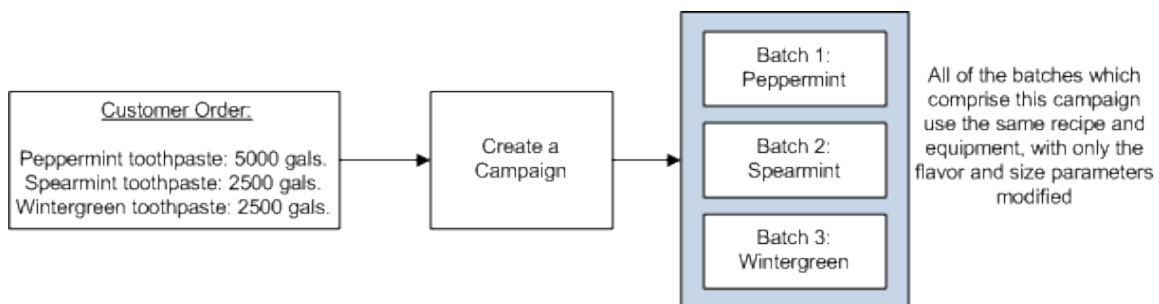 Customer Order:
Peppermint toothpaste: 5000 gals.
Spearmint toothpaste: 2500 gals.
Wintergreen toothpaste: 2500 gals.
Create a
Campaign
Batch 1:
Peppermint
Batch 2:
Spearmint
Batch 3:
Wintergreen
All of the batches which
comprise this campaign
use the same recipe and
equipment, with only the
flavor and size parameters
modified